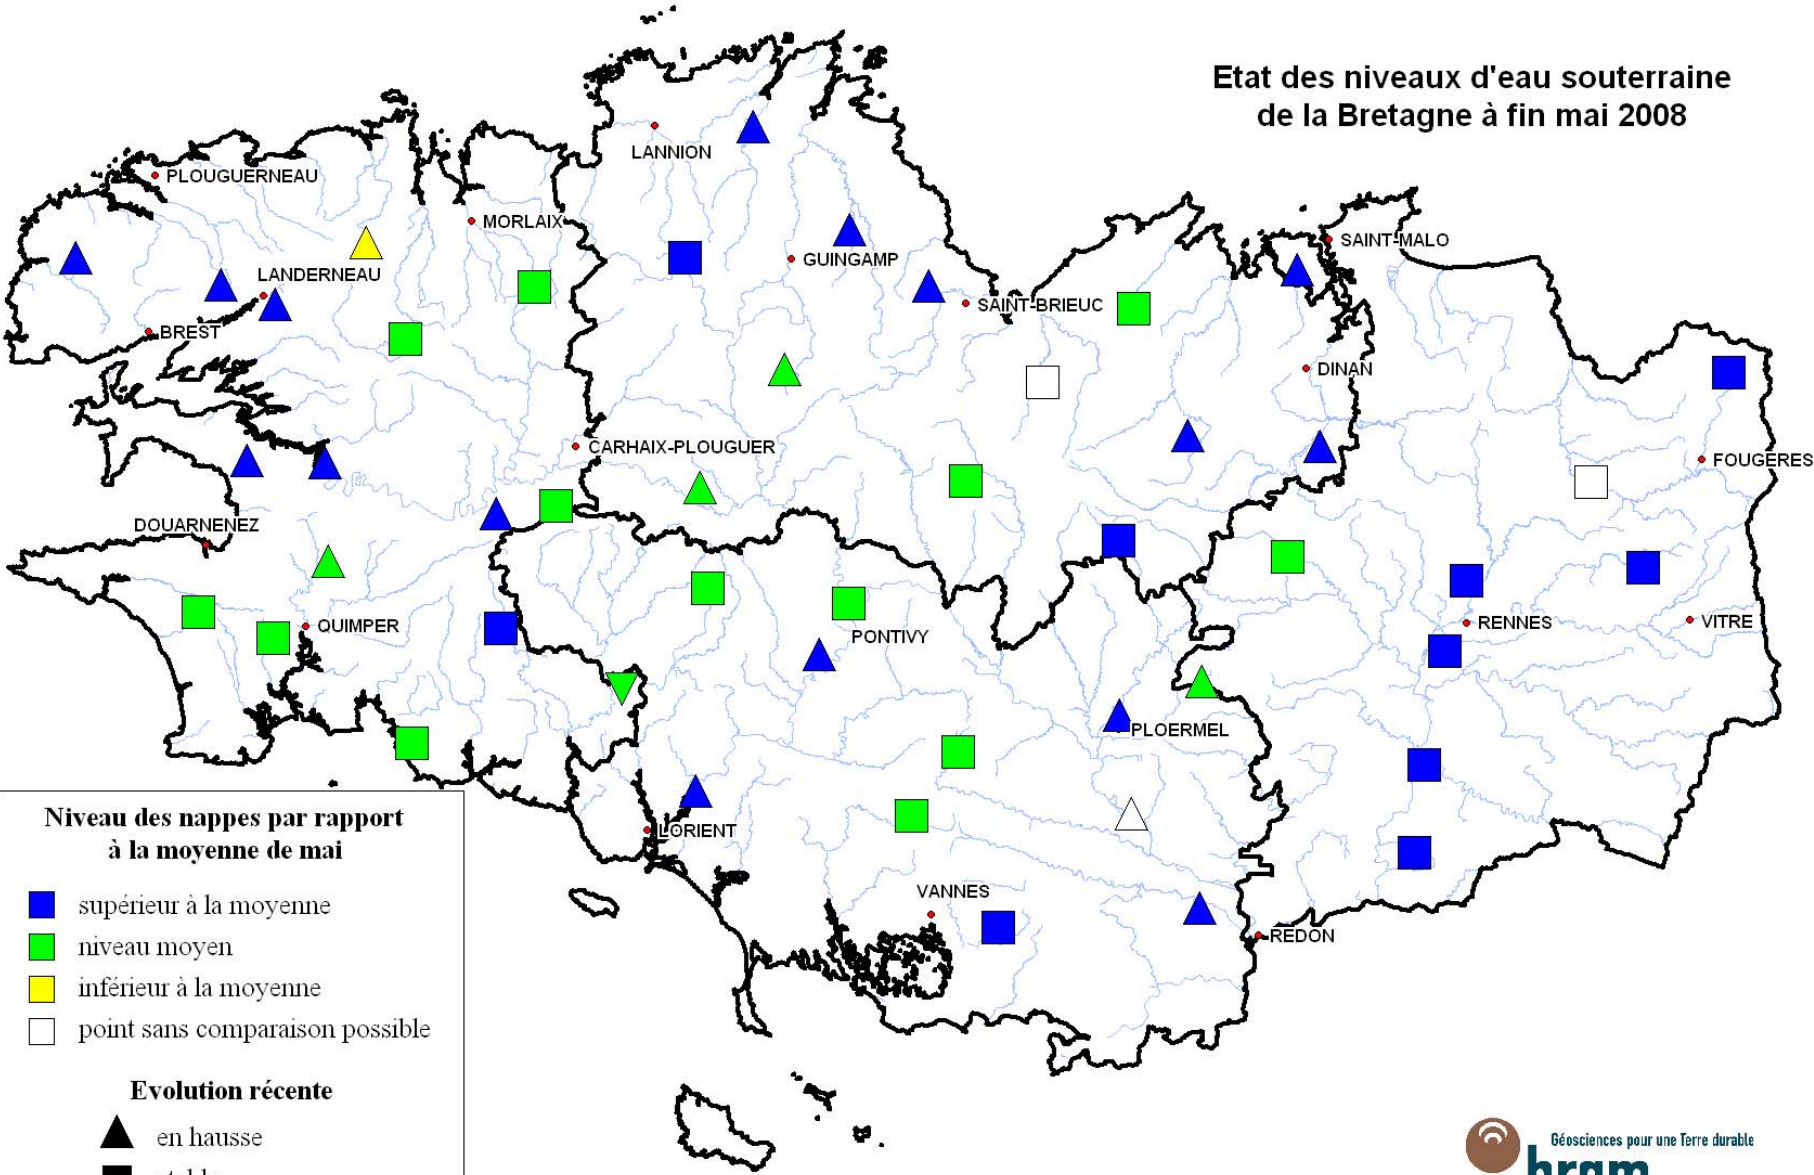 Etat des niveaux d'eau souterraine
de la Bretagne à fin mai 2008
LANNION
PLOUGUERNEAU
MORLAIX
SAINT-MALO
GUINGAMP
LANDERNEAU
SAINT-BRIEUC
BREST
DINAN
CARHAIX-PLOUGUER
FOUGERES
DOUARNENEZ
QUIMPER
RENNES
VITRE
PONTIVY
PLOERMEL
LORIENT
VANNES
REDON
Niveau des nappes par rapport
à la moyenne de mai
supérieur à la moyenne
niveau moyen
inférieur à la moyenne
point sans comparaison possible
Evolution récente
en hausse
Géosciences pour une Terre durable
brgm